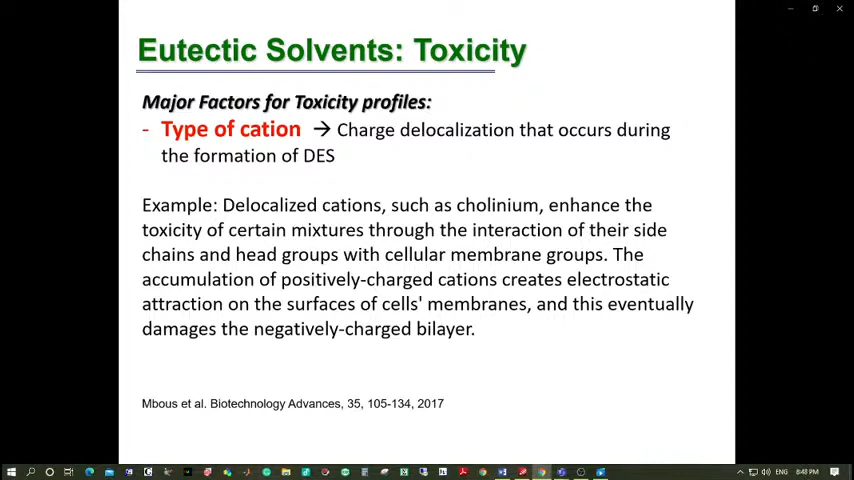 Eutectic Solvents: Toxicity
Major Factors for Toxicity profiles:
- Type of cation → Charge delocalization that occurs during
the formation of DES
Example: Delocalized cations, such as cholinium, enhance the
toxicity of certain mixtures through the interaction of their side
chains and head groups with cellular membrane groups. The
accumulation of positively-charged cations creates electrostatic
attraction on the surfaces of cells' membranes, and this eventually
damages the negatively-charged bilayer.
Mbous et al. Biotechnology Advances, 35, 105-134, 2017
ENG 8:48 PM